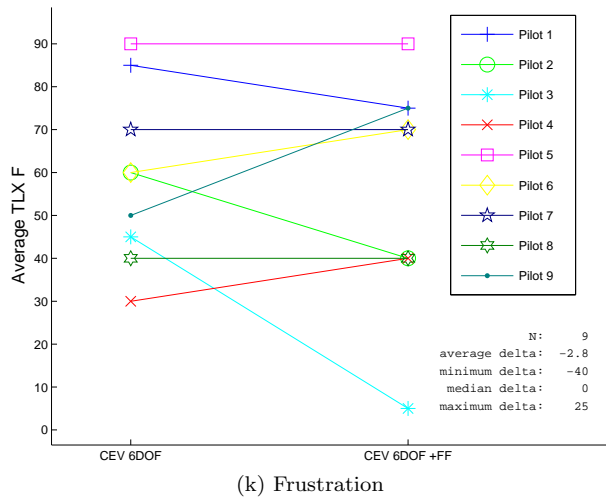 Average TLX F
90
80
70
60
50
40
30
20
10
0
CEV 6DOF
CEV 6DOF +FF
Pilot 1
Pilot 2
Pilot 3
Pilot 4
Pilot 5
Pilot 6
Pilot 7
Pilot 8
Pilot 9
N: 9
average delta: -2.8
minimum delta: -40
median delta: 0
maximum delta: 25
(k) Frustration